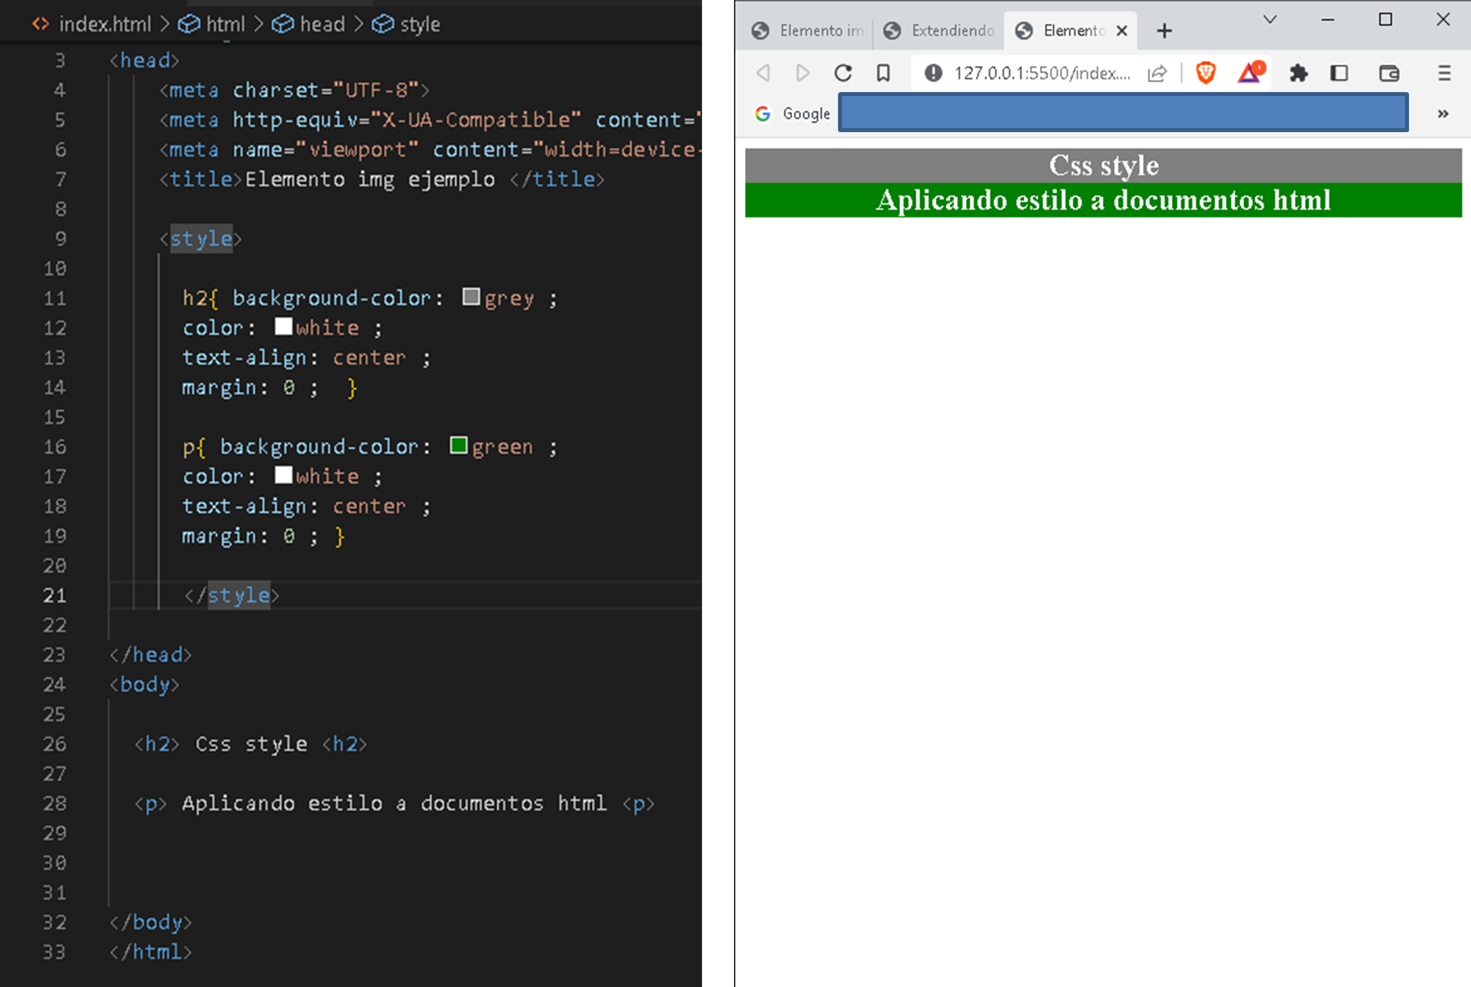 index.html > html > head > style
3 <head>
4 <meta charset="UTF-8">
5 <meta http-equiv="X-UA-Compatible" content="
6 <meta name="viewport" content="width=device-
7 <title>Elemento img ejemplo </title>
8
9 <style>
10
11 h2{ background-color: grey ;
12 color: white ;
13 text-align: center ;
14 margin: 0 ; }
15
16 p{ background-color: green ;
17 color: white ;
18 text-align: center ;
19 margin: 0 ; }
20
21 </style>
22
23 </head>
24 <body>
25
26 <h2> Css style <h2>
27
28 <p> Aplicando estilo a documentos html <p>
29
30
31
32 </body>
33 </html>
Elemento im
Extendiendo
Elemento
127.0.0.1:5500/index....
Google
Css style
Aplicando estilo a documentos html